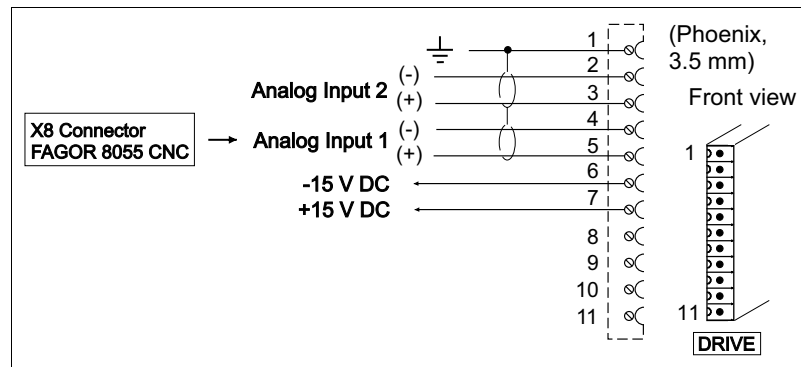 X8 Connector
FAGOR 8055 CNC
Analog Input 2
(-)
(+)
Analog Input 1
(-)
(+)
-15 V DC
+15 V DC
1
2
3
4
5
6
7
8
9
10
11
(Phoenix,
3.5 mm)
Front view
1
11
DRIVE